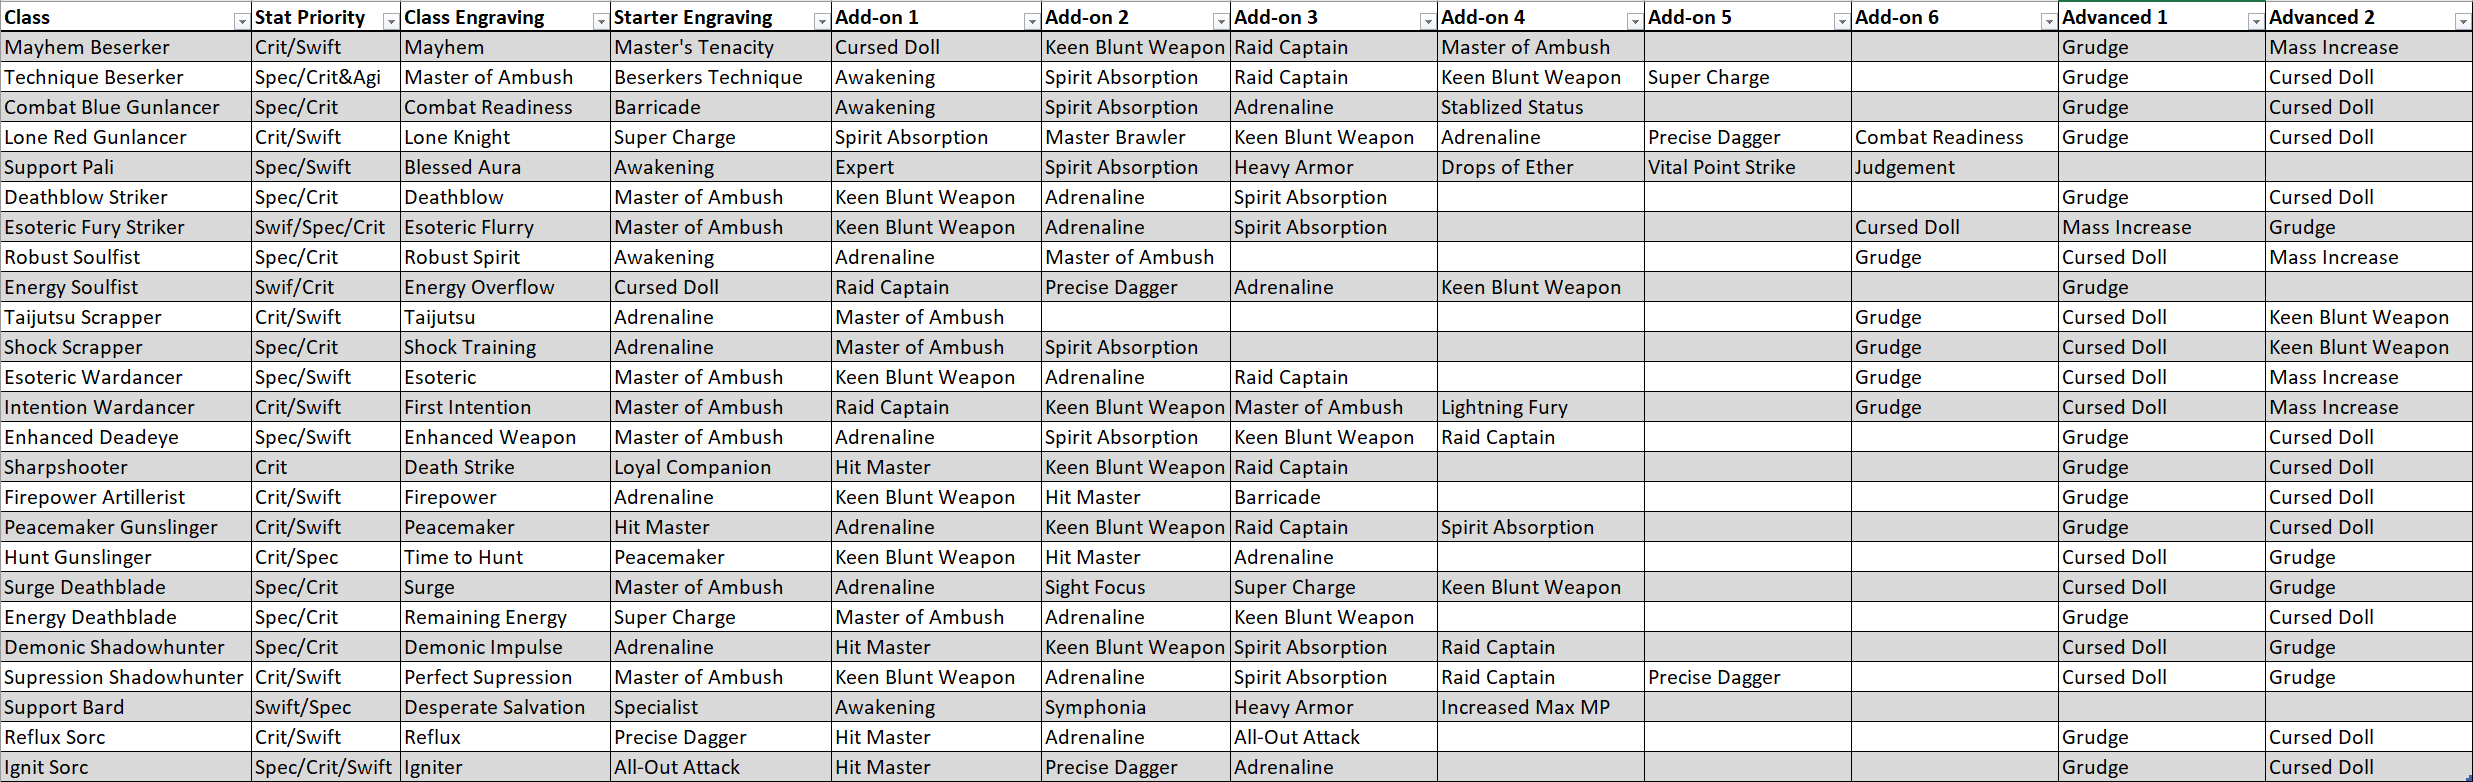 Class Stat Priority Class Engraving Starter Engraving Add-on 1 Add-on 2 Add-on 3 Add-on 4 Add-on 5 Add-on 6 Advanced 1 Advanced 2
Mayhem Beserker Crit/Swift Mayhem Master's Tenacity Cursed Doll Keen Blunt Weapon Raid Captain Master of Ambush Grudge Mass Increase
Technique Beserker Spec/Crit&Agi Master of Ambush Beserkers Technique Awakening Spirit Absorption Raid Captain Keen Blunt Weapon Super Charge Grudge Cursed Doll
Combat Blue Gunlancer Spec/Crit Combat Readiness Barricade Awakening Spirit Absorption Adrenaline Stablized Status Grudge Cursed Doll
Lone Red Gunlancer Crit/Swift Lone Knight Super Charge Spirit Absorption Master Brawler Keen Blunt Weapon Adrenaline Precise Dagger Combat Readiness Grudge Cursed Doll
Support Pali Spec/Swift Blessed Aura Awakening Expert Spirit Absorption Heavy Armor Drops of Ether Vital Point Strike Judgement
Deathblow Striker Spec/Crit Deathblow Master of Ambush Keen Blunt Weapon Adrenaline Spirit Absorption Grudge Cursed Doll
Esoteric Fury Striker Swif/Spec/Crit Esoteric Flurry Master of Ambush Keen Blunt Weapon Adrenaline Spirit Absorption Cursed Doll Mass Increase Grudge
Robust Soulfist Spec/Crit Robust Spirit Awakening Adrenaline Master of Ambush Grudge Cursed Doll Mass Increase
Energy Soulfist Swif/Crit Energy Overflow Cursed Doll Raid Captain Precise Dagger Adrenaline Keen Blunt Weapon Grudge
Taijutsu Scrapper Crit/Swift Taijutsu Adrenaline Master of Ambush Grudge Cursed Doll Keen Blunt Weapon
Shock Scrapper Spec/Crit Shock Training Adrenaline Master of Ambush Spirit Absorption Grudge Cursed Doll Keen Blunt Weapon
Esoteric Wardancer Spec/Swift Esoteric Master of Ambush Keen Blunt Weapon Adrenaline Raid Captain Grudge Cursed Doll Mass Increase
Intention Wardancer Crit/Swift First Intention Master of Ambush Raid Captain Keen Blunt Weapon Master of Ambush Lightning Fury Grudge Cursed Doll Mass Increase
Enhanced Deadeye Spec/Swift Enhanced Weapon Master of Ambush Adrenaline Spirit Absorption Keen Blunt Weapon Raid Captain Grudge Cursed Doll
Sharpshooter Crit Death Strike Loyal Companion Hit Master Keen Blunt Weapon Raid Captain Grudge Cursed Doll
Firepower Artillerist Crit/Swift Firepower Adrenaline Keen Blunt Weapon Hit Master Barricade Grudge Cursed Doll
Peacemaker Gunslinger Crit/Swift Peacemaker Hit Master Adrenaline Keen Blunt Weapon Raid Captain Spirit Absorption Grudge Cursed Doll
Hunt Gunslinger Crit/Spec Time to Hunt Peacemaker Keen Blunt Weapon Hit Master Adrenaline Cursed Doll Grudge
Surge Deathblade Spec/Crit Surge Master of Ambush Adrenaline Sight Focus Super Charge Keen Blunt Weapon Cursed Doll Grudge
Energy Deathblade Spec/Crit Remaining Energy Super Charge Master of Ambush Adrenaline Keen Blunt Weapon Grudge Cursed Doll
Demonic Shadowhunter Spec/Crit Demonic Impulse Adrenaline Hit Master Keen Blunt Weapon Spirit Absorption Raid Captain Cursed Doll Grudge
Supression Shadowhunter Crit/Swift Perfect Supression Master of Ambush Keen Blunt Weapon Adrenaline Spirit Absorption Raid Captain Precise Dagger Cursed Doll Grudge
Support Bard Swift/Spec Desperate Salvation Specialist Awakening Symphonia Heavy Armor Increased Max MP
Reflux Sorc Crit/Swift Reflux Precise Dagger Hit Master Adrenaline All-Out Attack Grudge Cursed Doll
Ignit Sorc Spec/Crit/Swift Igniter All-Out Attack Hit Master Precise Dagger Adrenaline Grudge Cursed Doll